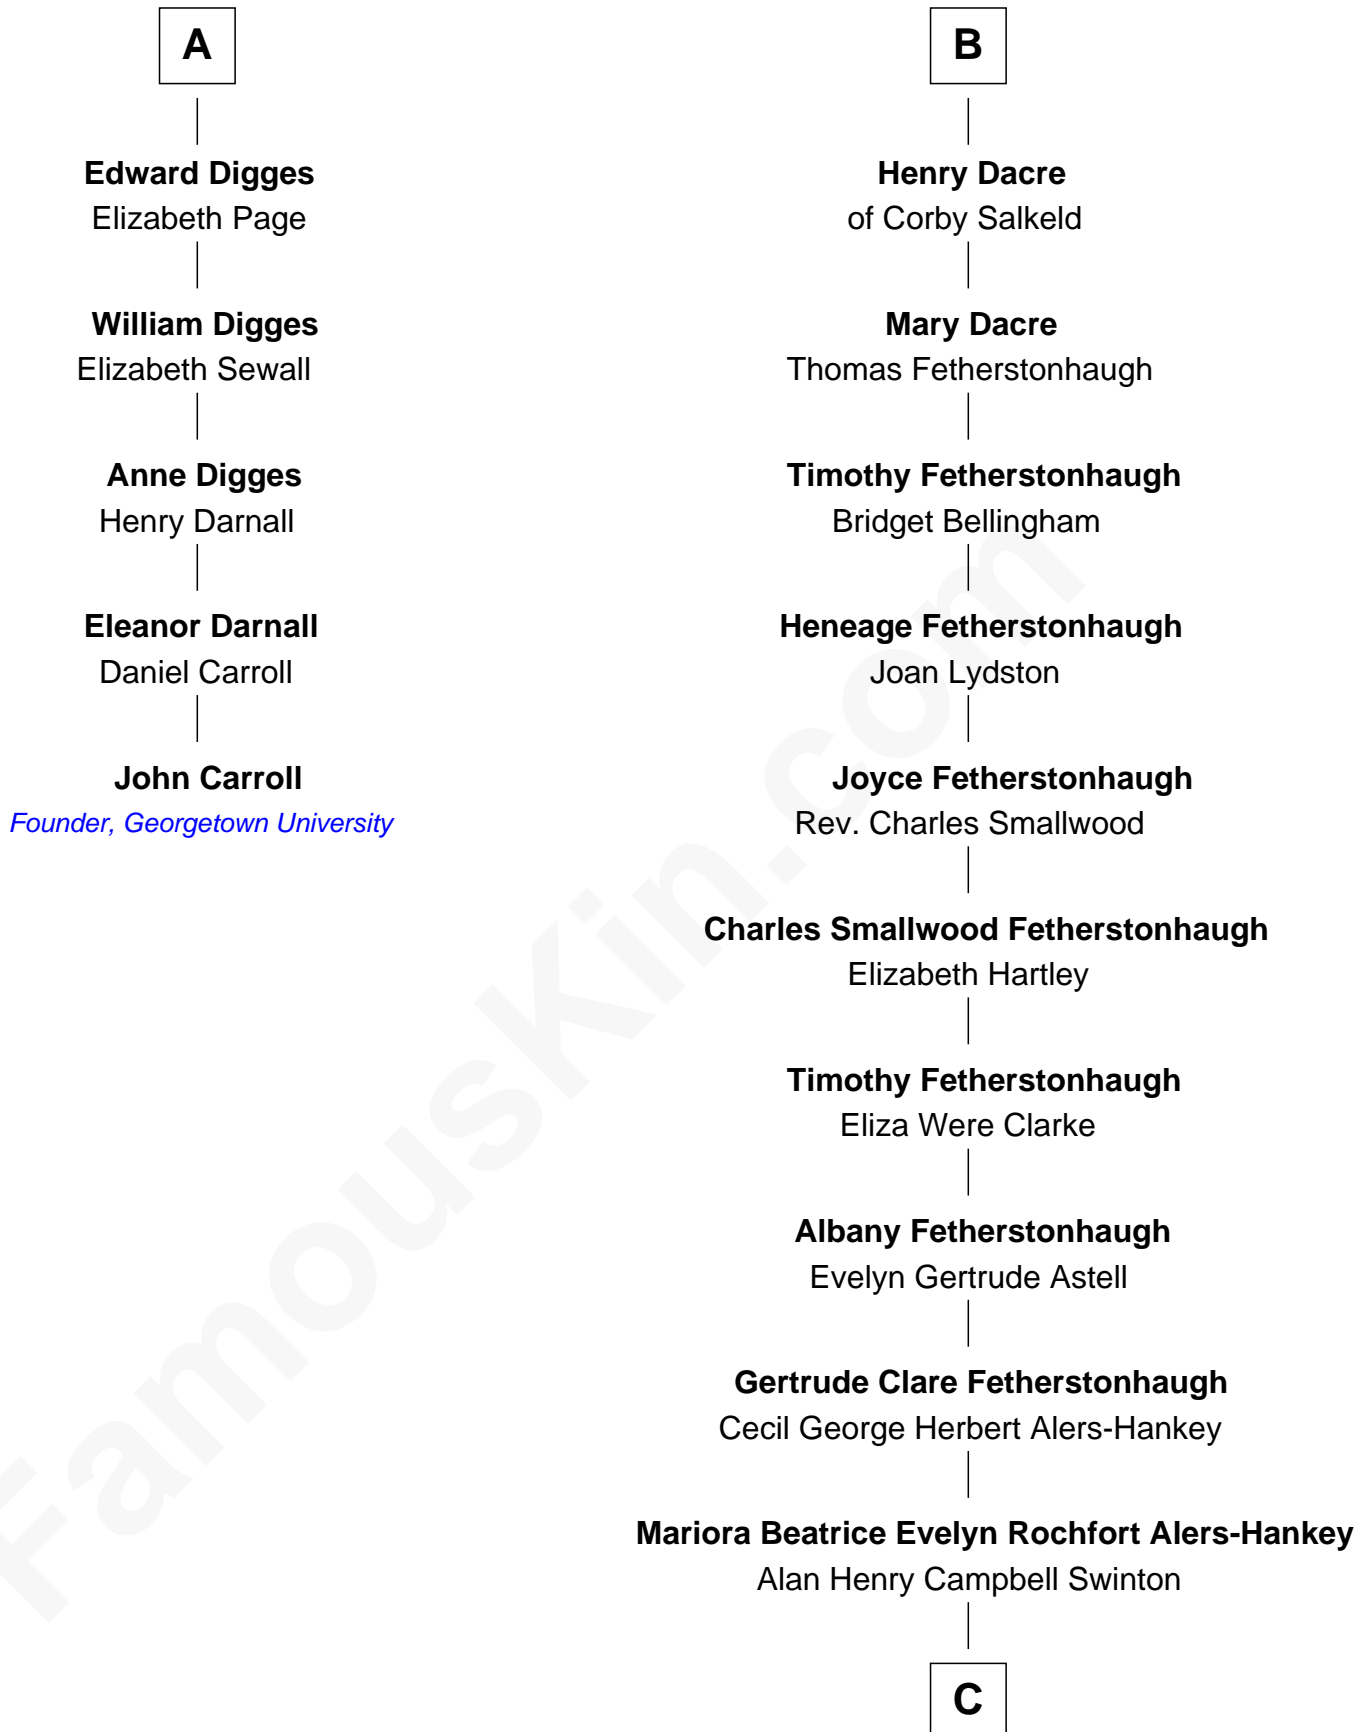 A
Edward Digges
Elizabeth Page
William Digges
Elizabeth Sewall
Anne Digges
Henry Darnall
Eleanor Darnall
Daniel Carroll
John Carroll
Founder, Georgetown University
B
Henry Dacre
of Corby Salkeld
Mary Dacre
Thomas Fetherstonhaugh
Timothy Fetherstonhaugh
Bridget Bellingham
Heneage Fetherstonhaugh
Joan Lydston
Joyce Fetherstonhaugh
Rev. Charles Smallwood
Charles Smallwood Fetherstonhaugh
Elizabeth Hartley
Timothy Fetherstonhaugh
Eliza Were Clarke
Albany Fetherstonhaugh
Evelyn Gertrude Astell
Gertrude Clare Fetherstonhaugh
Cecil George Herbert Alers-Hankey
Mariora Beatrice Evelyn Rochfort Alers-Hankey
Alan Henry Campbell Swinton
C
FamousKin.com